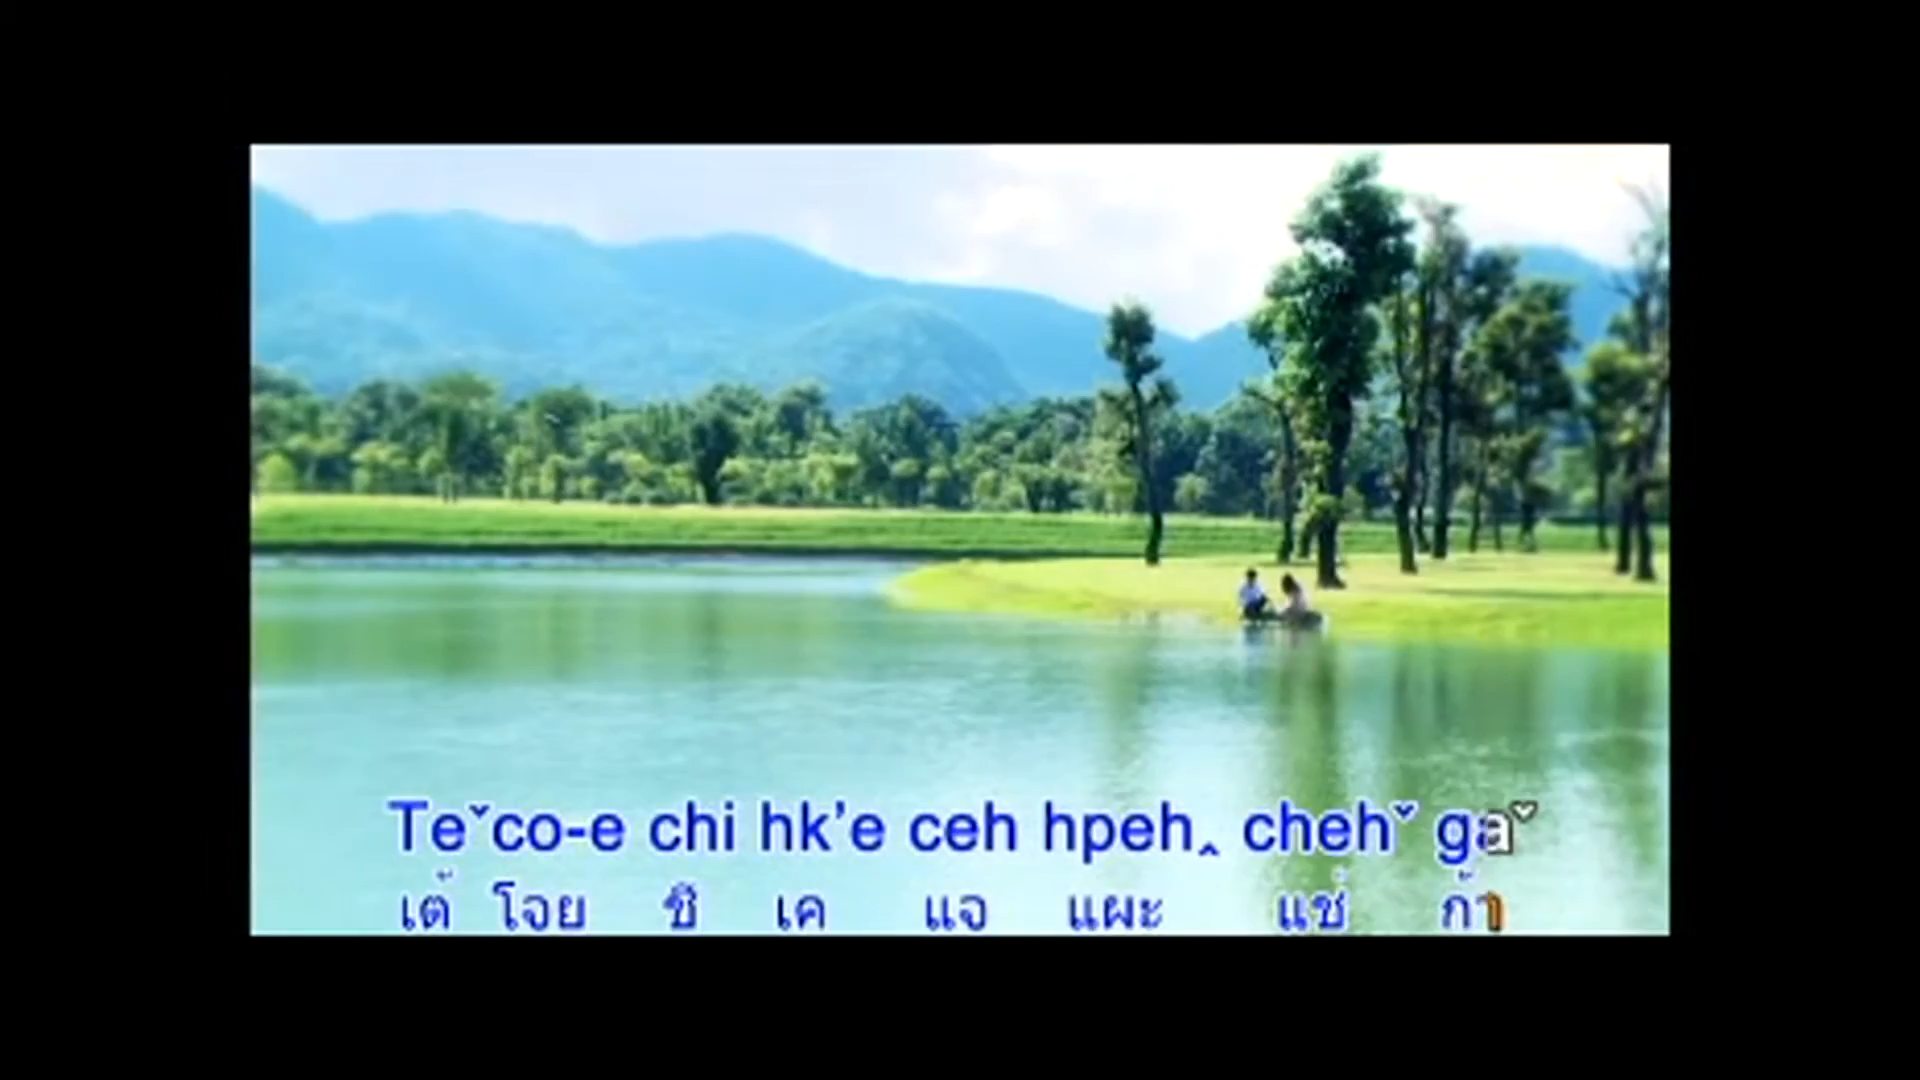 Teˇco-e chi hk’e ceh hpeh‸ chehˇ gaˇ
เต้ โจย ชี เค แจ แผะ แช่ ก้า